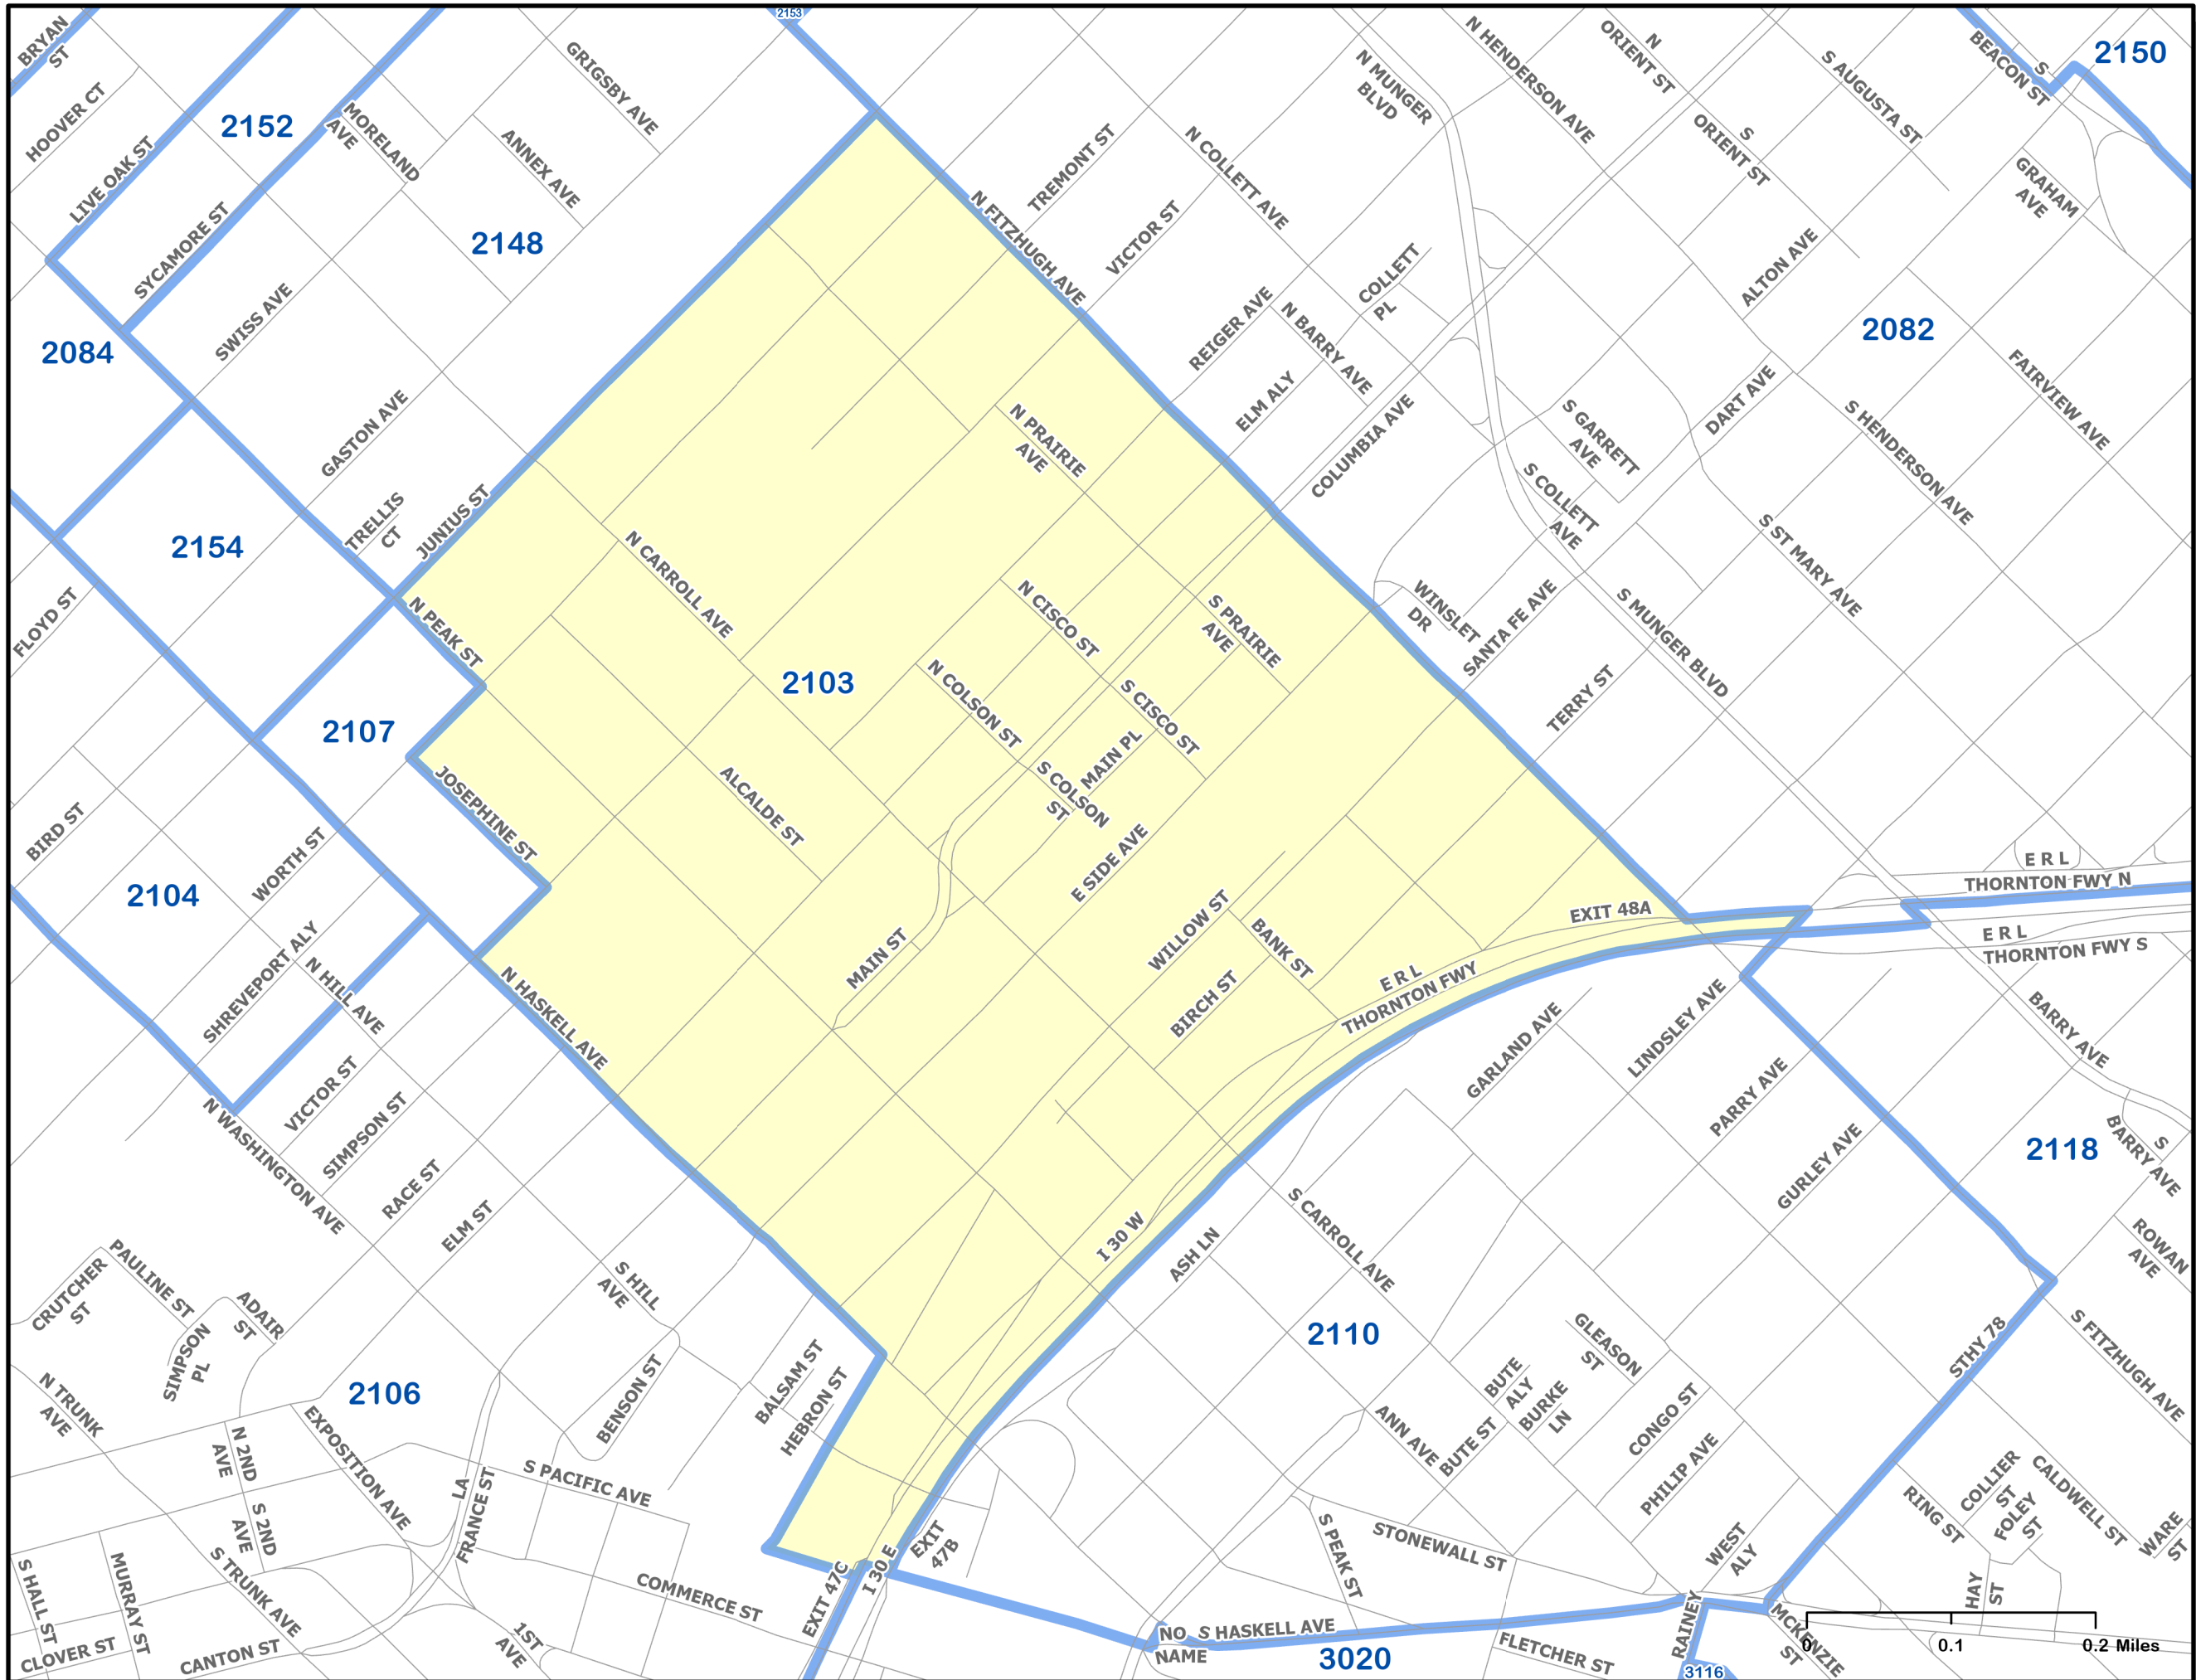 2153
BRYAN
ST
HOOVER CT
LIVE OAK ST
2152
MORELAND
AVE
GRIGSBY AVE
ANNEX AVE
SYCAMORE ST
2148
SWISS AVE
2084
GASTON AVE
TRELLIS
CT
JUNIUS ST
2154
FLOYD ST
N PEAK ST
2107
JOSEPHINE ST
BIRD ST
WORTH ST
2104
SHREVEPORT ALY
N HILL AVE
N HASKELL AVE
VICTOR ST
SIMPSON ST
N WASHINGTON AVE
RACE ST
ELM ST
N FITZHUGH AVE
TREMONT ST
N COLLETT AVE
VICTOR ST
N MUNGER
BLVD
N HENDERSON AVE
N
ORIENT ST
S
ORIENT ST
S AUGUSTA ST
S
BEACON ST
2150
GRAHAM
AVE
ALTON AVE
2082
COLLETT
PL
REIGER AVE
N BARRY AVE
ELM ALY
COLUMBIA AVE
S GARRETT
AVE
DART AVE
FAIRVIEW AVE
S HENDERSON AVE
S COLLETT
AVE
S ST MARY AVE
WINSLET
DR
SANTA FE AVE
S MUNGER BLVD
TERRY ST
N PRAIRIE
AVE
N CARROLL AVE
N CISCO ST
S PRAIRIE
AVE
2103
N COLSON ST
S CISCO ST
MAIN PL
S COLSON
ST
ALCALDE ST
E SIDE AVE
MAIN ST
WILLOW ST
BANK ST
BIRCH ST
EXIT 48A
E R L
THORNTON FWY
E R L
THORNTON FWY N
E R L
THORNTON FWY S
GARLAND AVE
LINDSLEY AVE
PARRY AVE
GURLEY AVE
BARRY AVE
S
BARRY AVE
2118
ROWAN
AVE
I 30 W
ASH LN
S CARROLL AVE
2110
STHY 78
S FITZHUGH AVE
CRUTCHER
ST
PAULINE ST
ADAIR
ST
SIMPSON
PL
S HILL
AVE
N TRUNK
AVE
2106
BENSON ST
BALSAM ST
HEBRON ST
N 2ND
AVE
EXPOSITION AVE
LA
FRANCE ST
S PACIFIC AVE
S 2ND
AVE
S TRUNK AVE
S HALL ST
MURRAY ST
CLOVER ST
CANTON ST
1ST
AVE
COMMERCE ST
EXIT 47C
I 30 E
EXIT
47B
GLEASON
ST
BUTE
ALY
BURKE
LN
ANN AVE
BUTE ST
CONGO ST
PHILIP AVE
S PEAK ST
STONEWALL ST
WEST
ALY
RING ST
COLLIER
ST
FOLEY
ST
CALDWELL ST
WARE
ST
HAY
ST
NO
NAME
S HASKELL AVE
3020
FLETCHER ST
RAINEY
3116
MCKENZIE
ST
0 0.1 0.2 Miles